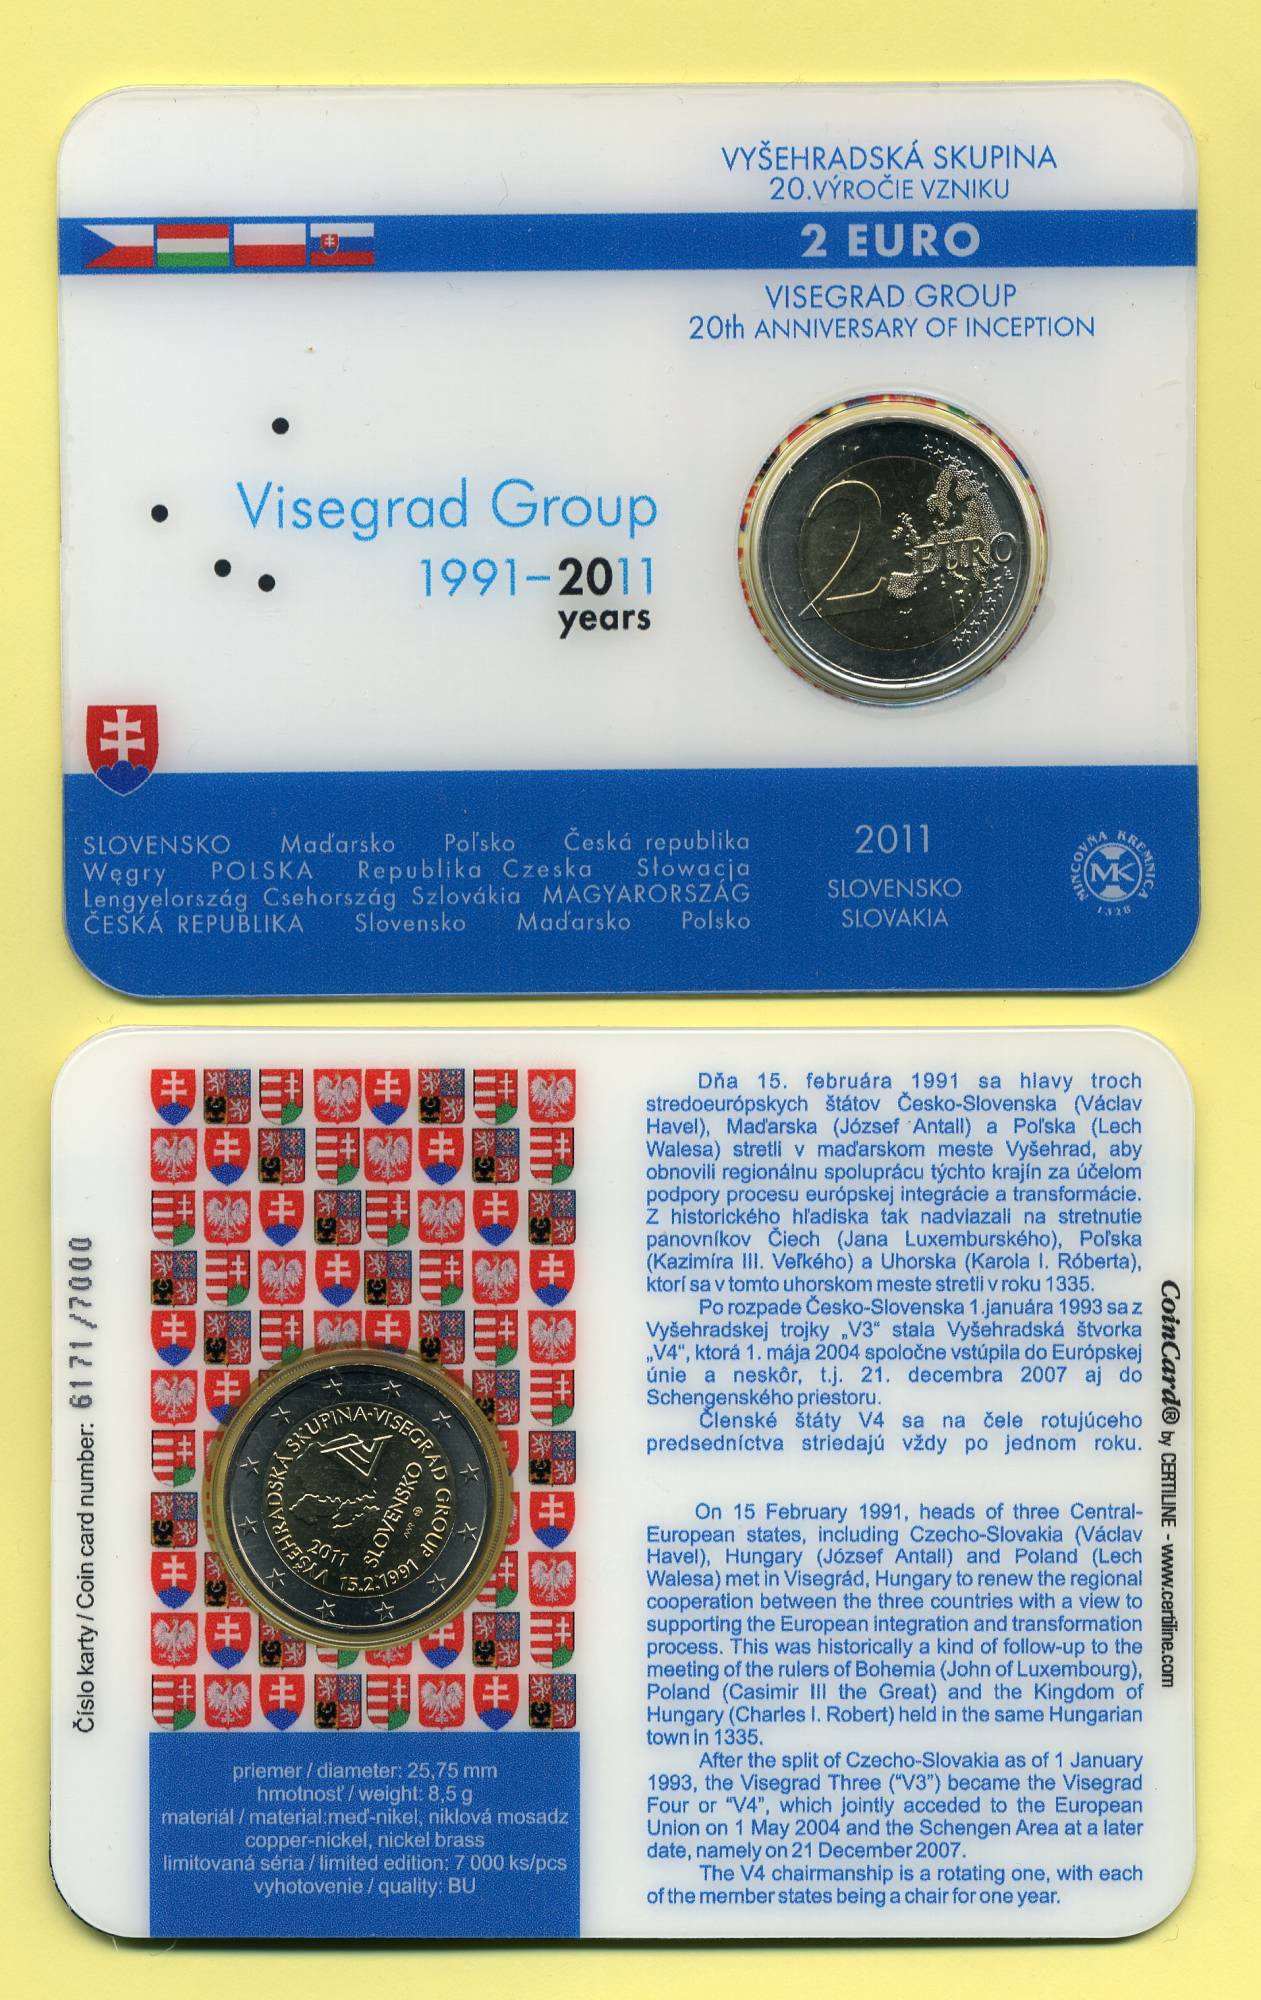 VYŠEHRADSKÁ SKUPINA
20.VÝROČIE VZNIKU
2 EURO
VISEGRAD GROUP
20th ANNIVERSARY OF INCEPTION
Visegrad Group
1991–2011
years
2 EURO
SLOVENSKO Maďarsko Poľsko Česká republika
Węgry POLSKA Republika Czeska Słowacja
Lengyelország Csehország Szlovákia MAGYARORSZÁG
ČESKÁ REPUBLIKA Slovensko Maďarsko Polsko
2011
SLOVENSKO
SLOVAKIA
MINCOVŇA KREMNICA
MK
1328
Číslo karty / Coin card number: 6171 /7000
VYŠEHRADSKÁ SKUPINA-VISEGRAD GROUP
2011
SLOVENSKO
15.2.1991
priemer / diameter: 25,75 mm
hmotnosť / weight: 8,5 g
materiál / material:meď-nikel, niklová mosadz
copper-nickel, nickel brass
limitovaná séria / limited edition: 7 000 ks/pcs
vyhotovenie / quality: BU
Dňa 15. februára 1991 sa hlavy troch
stredoeurópskych štátov Česko-Slovenska (Václav
Havel), Maďarska (József Antall) a Poľska (Lech
Walesa) stretli v maďarskom meste Vyšehrad, aby
obnovili regionálnu spoluprácu týchto krajín za účelom
podpory procesu európskej integrácie a transformácie.
Z historického hľadiska tak nadviazali na stretnutie
panovníkov Čiech (Jana Luxemburského), Poľska
(Kazimíra III. Veľkého) a Uhorska (Karola I. Róberta),
ktorí sa v tomto uhorskom meste stretli v roku 1335.
Po rozpade Česko-Slovenska 1.januára 1993 sa z
Vyšehradskej trojky „V3“ stala Vyšehradská štvorka
„V4“, ktorá 1. mája 2004 spoločne vstúpila do Európskej
únie a neskôr, t.j. 21. decembra 2007 aj do
Schengenského priestoru.
Členské štáty V4 sa na čele rotujúceho
predsedníctva striedajú vždy po jednom roku.
On 15 February 1991, heads of three Central-
European states, including Czecho-Slovakia (Václav
Havel), Hungary (József Antall) and Poland (Lech
Walesa) met in Visegrád, Hungary to renew the regional
cooperation between the three countries with a view to
supporting the European integration and transformation
process. This was historically a kind of follow-up to the
meeting of the rulers of Bohemia (John of Luxembourg),
Poland (Casimir III the Great) and the Kingdom of
Hungary (Charles I. Robert) held in the same Hungarian
town in 1335.
After the split of Czecho-Slovakia as of 1 January
1993, the Visegrad Three (“V3”) became the Visegrad
Four or “V4”, which jointly acceded to the European
Union on 1 May 2004 and the Schengen Area at a later
date, namely on 21 December 2007.
The V4 chairmanship is a rotating one, with each
of the member states being a chair for one year.
CoinCard® by CERTILINE - www.certiline.com